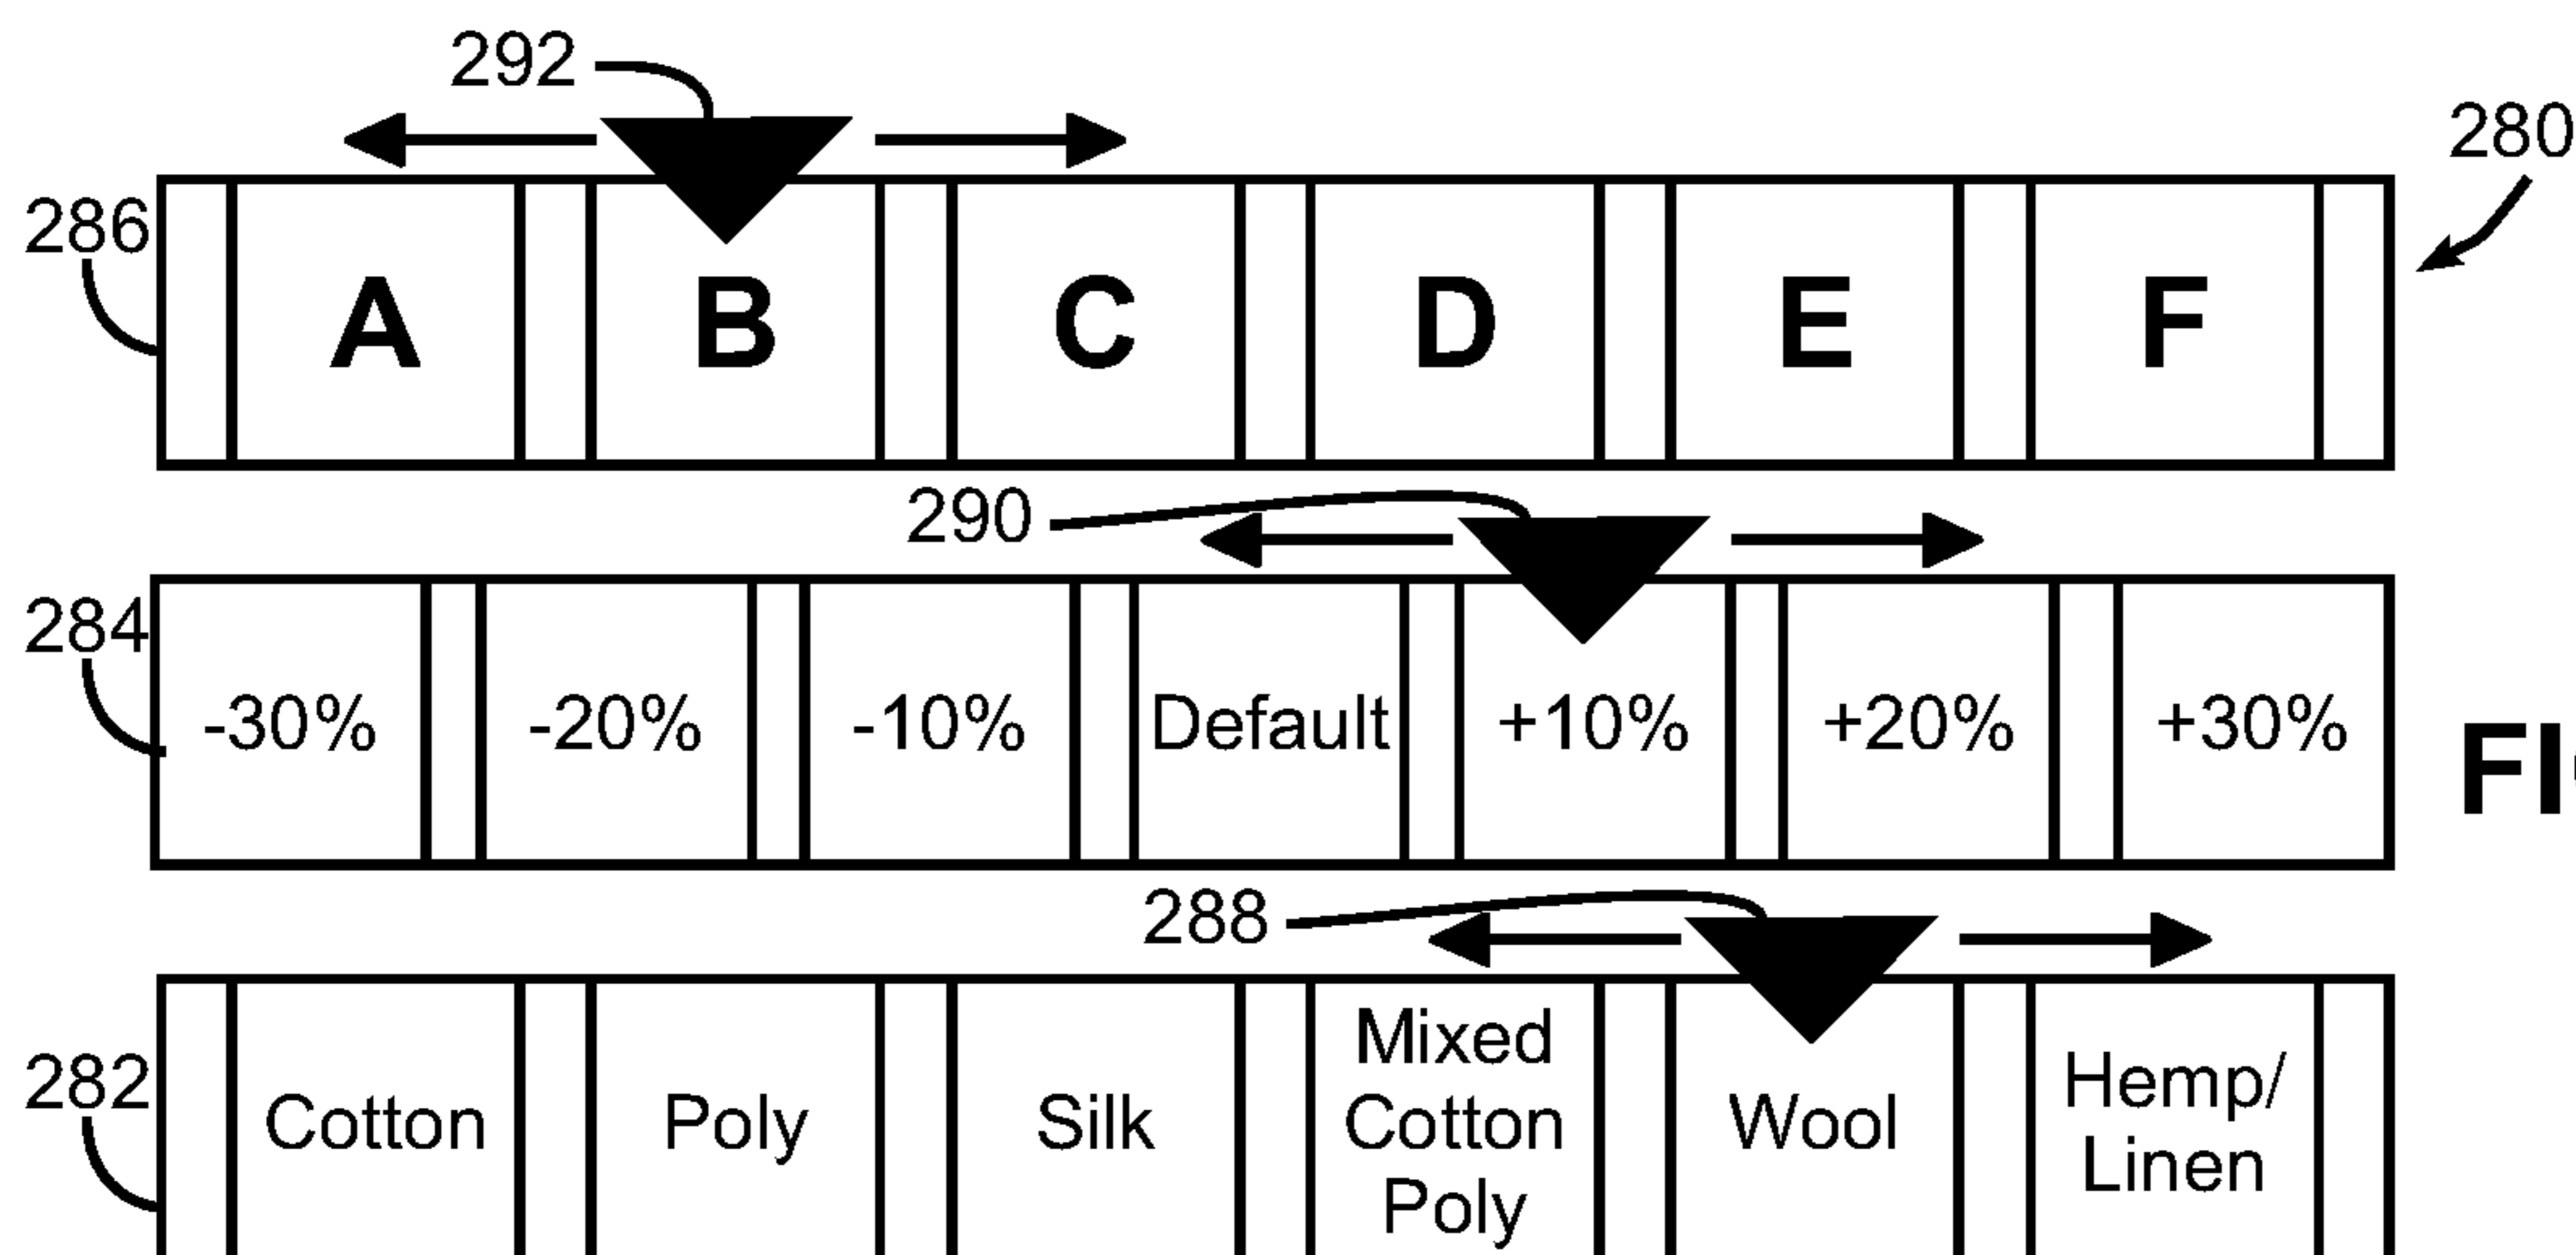 292
280
286
A B C D E F
290
284
-30% -20% -10% Default +10% +20% +30%
288
282
Cotton Poly Silk Mixed Cotton Poly Wool Hemp/ Linen